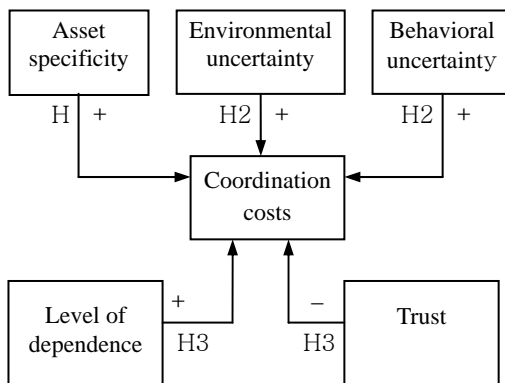 Asset
specificity
Environmental
uncertainty
Behavioral
uncertainty
H +
H2 +
H2 +
Coordination
costs
Level of
dependence
+
H3
–
H3
Trust